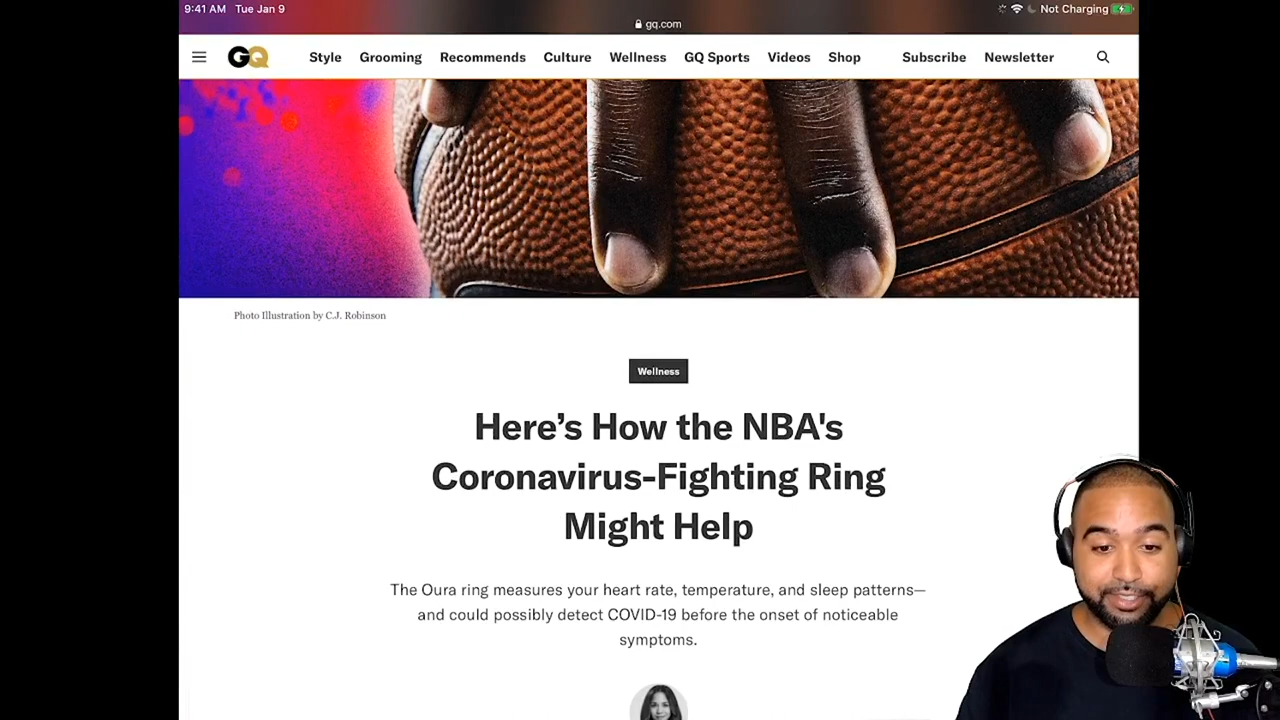 9:41 AM Tue Jan 9
Not Charging
gq.com
GQ
Style Grooming Recommends Culture Wellness GQ Sports Videos Shop Subscribe Newsletter
Photo Illustration by C.J. Robinson
Wellness
Here’s How the NBA's
Coronavirus-Fighting Ring
Might Help
The Oura ring measures your heart rate, temperature, and sleep patterns—
and could possibly detect COVID-19 before the onset of noticeable
symptoms.